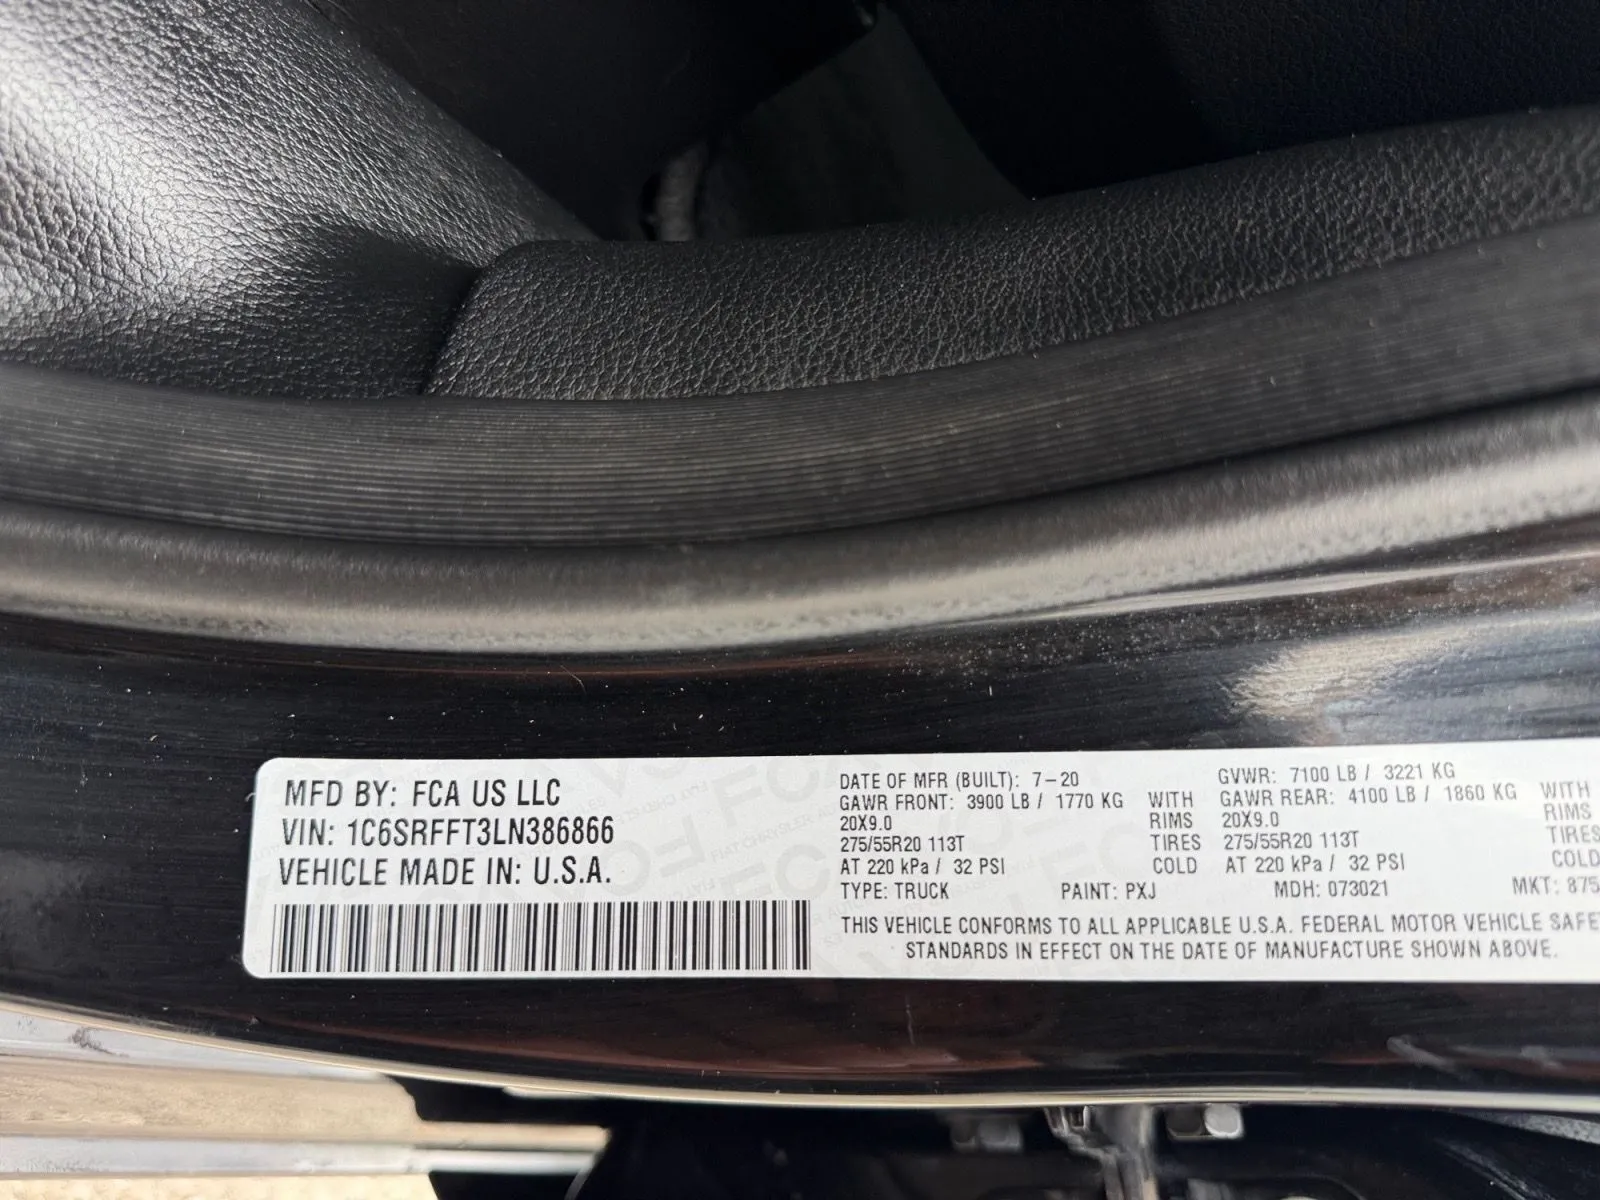 MFD BY: FCA US LLC
VIN: 1C6SRFFT3LN386866
VEHICLE MADE IN: U.S.A.
DATE OF MFR (BUILT): 7-20 GVWR: 7100 LB / 3221 KG
GAWR FRONT: 3900 LB / 1770 KG WITH GAWR REAR: 4100 LB / 1860 KG WITH
20X9.0 RIMS 20X9.0 RIMS
275/55R20 113T TIRES 275/55R20 113T TIRES
AT 220 kPa / 32 PSI COLD AT 220 kPa / 32 PSI COLD
TYPE: TRUCK PAINT: PXJ MDH: 073021 MKT: 875
THIS VEHICLE CONFORMS TO ALL APPLICABLE U.S.A. FEDERAL MOTOR VEHICLE SAFE
STANDARDS IN EFFECT ON THE DATE OF MANUFACTURE SHOWN ABOVE.